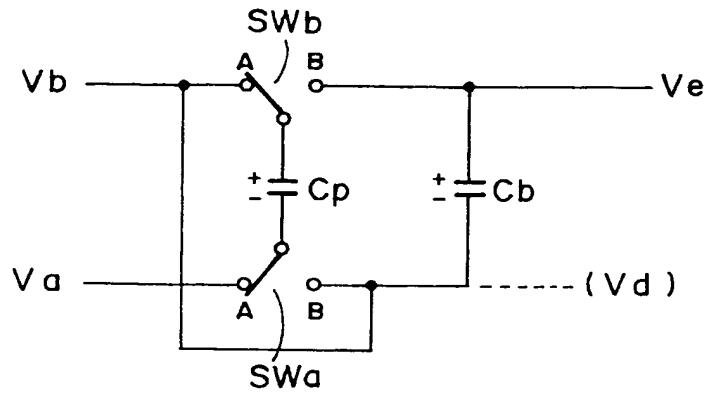 SWb
A B
Vb Ve
+
- Cp
+
- Cb
Va (Vd)
A B
SWa